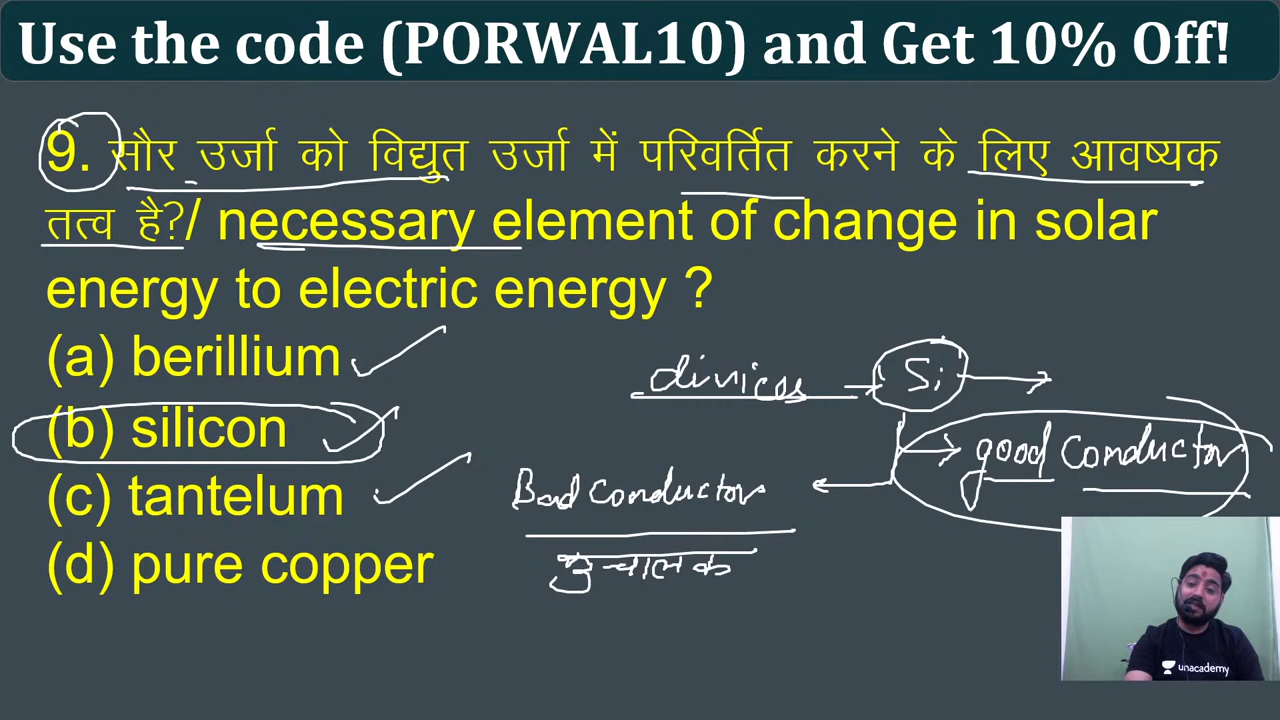 Use the code (PORWAL10) and Get 10% Off!
9. सौर उर्जा को विद्युत उर्जा में परिवर्तित करने के लिए आवष्यक
तत्व है?/ necessary element of change in solar
energy to electric energy ?
(a) berillium
divices → Si →
(b) silicon
→ good Conductor
(c) tantelum
Bad Conductor ←
(d) pure copper
कुचालक
unacademy